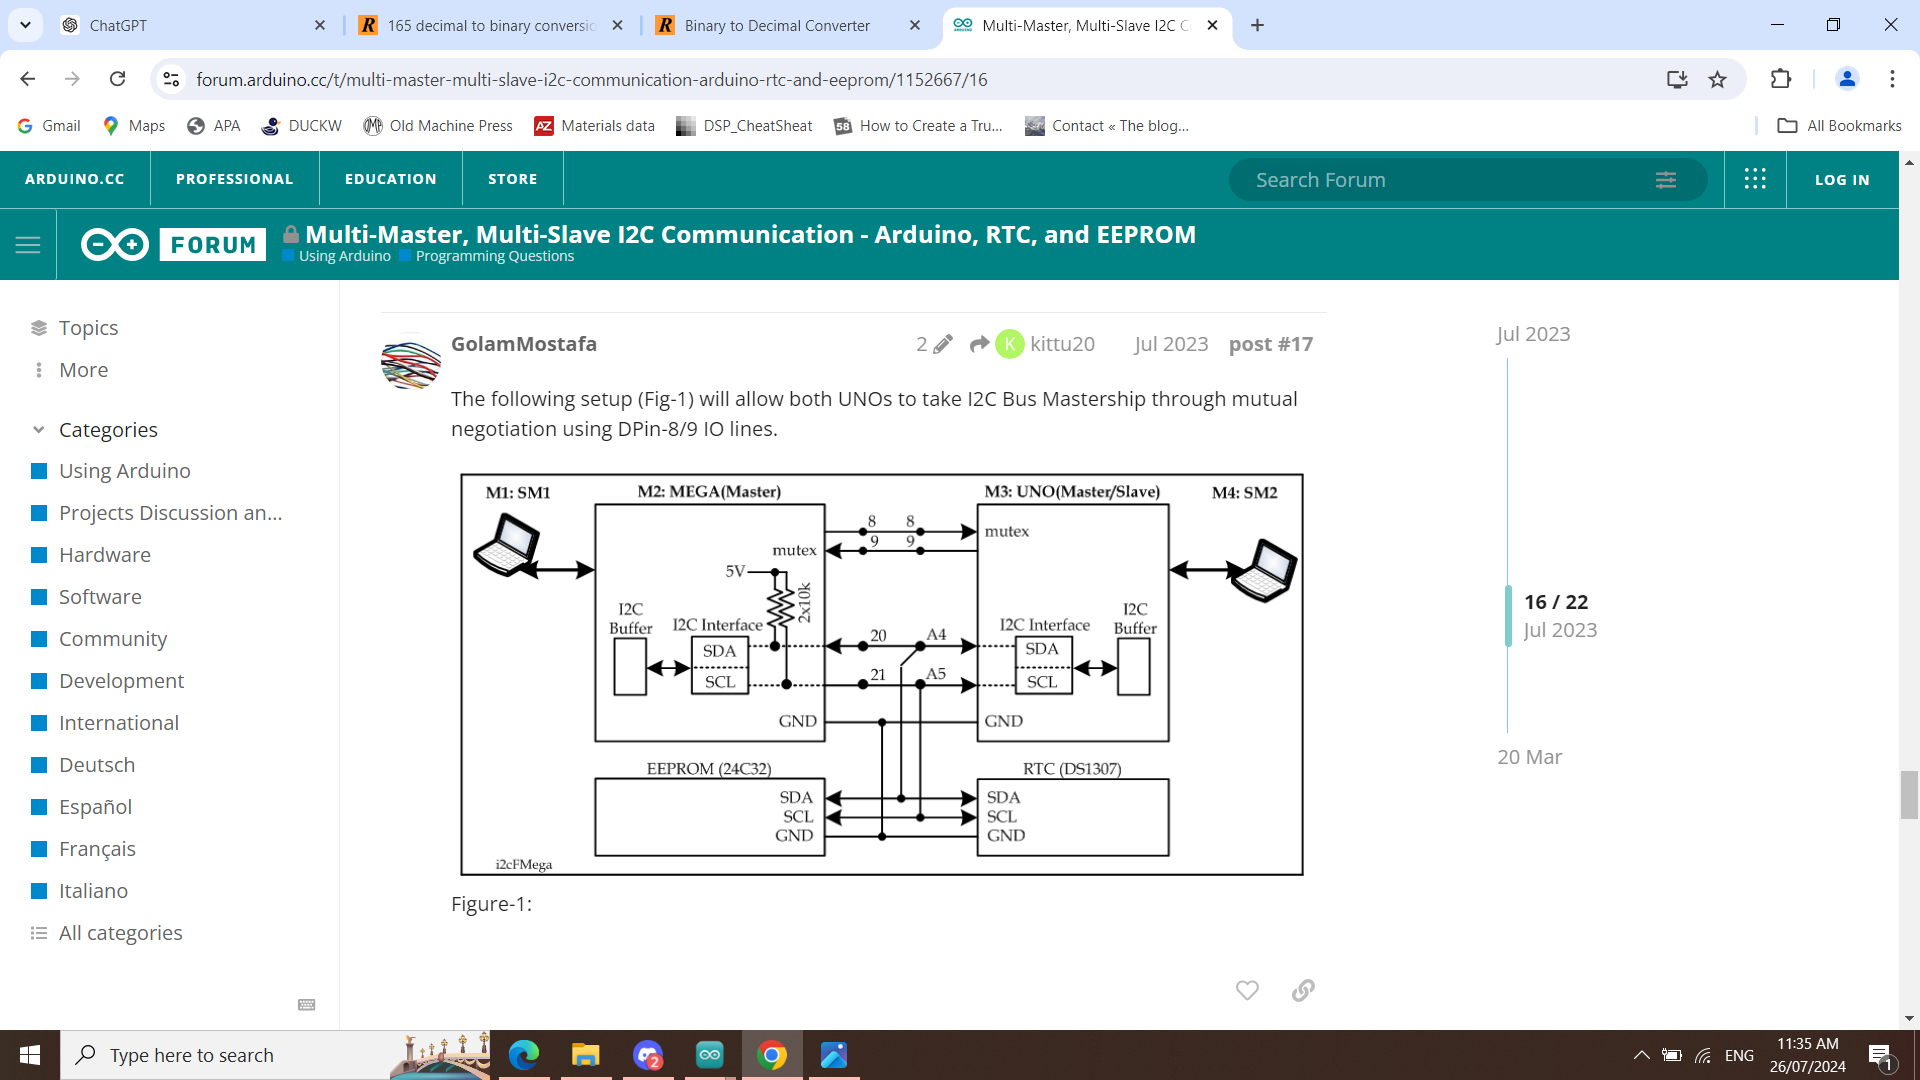 ChatGPT
165 decimal to binary conversic
Binary to Decimal Converter
Multi-Master, Multi-Slave I2C C
forum.arduino.cc/t/multi-master-multi-slave-i2c-communication-arduino-rtc-and-eeprom/1152667/16
Gmail Maps APA DUCKW Old Machine Press Materials data DSP_CheatSheat How to Create a Tru... Contact « The blog... All Bookmarks
ARDUINO.CC PROFESSIONAL EDUCATION STORE Search Forum LOG IN
FORUM Multi-Master, Multi-Slave I2C Communication - Arduino, RTC, and EEPROM
Using Arduino Programming Questions
Topics
More
Categories
Using Arduino
Projects Discussion an...
Hardware
Software
Community
Development
International
Deutsch
Español
Français
Italiano
All categories
GolamMostafa 2 K kittu20 Jul 2023 post #17
The following setup (Fig-1) will allow both UNOs to take I2C Bus Mastership through mutual
negotiation using DPin-8/9 IO lines.
M1: SM1 M2: MEGA(Master) M3: UNO(Master/Slave) M4: SM2
8 8
mutex
9 9
mutex
5V
2x10k
I2C
Buffer
I2C Interface
SDA
SCL
20 A4
21 A5
I2C Interface
SDA
SCL
I2C
Buffer
GND GND
EEPROM (24C32) RTC (DS1307)
SDA SDA
SCL SCL
GND GND
i2cFMega
Figure-1:
Jul 2023
16 / 22
Jul 2023
20 Mar
Type here to search
2
ENG
11:35 AM
26/07/2024
1